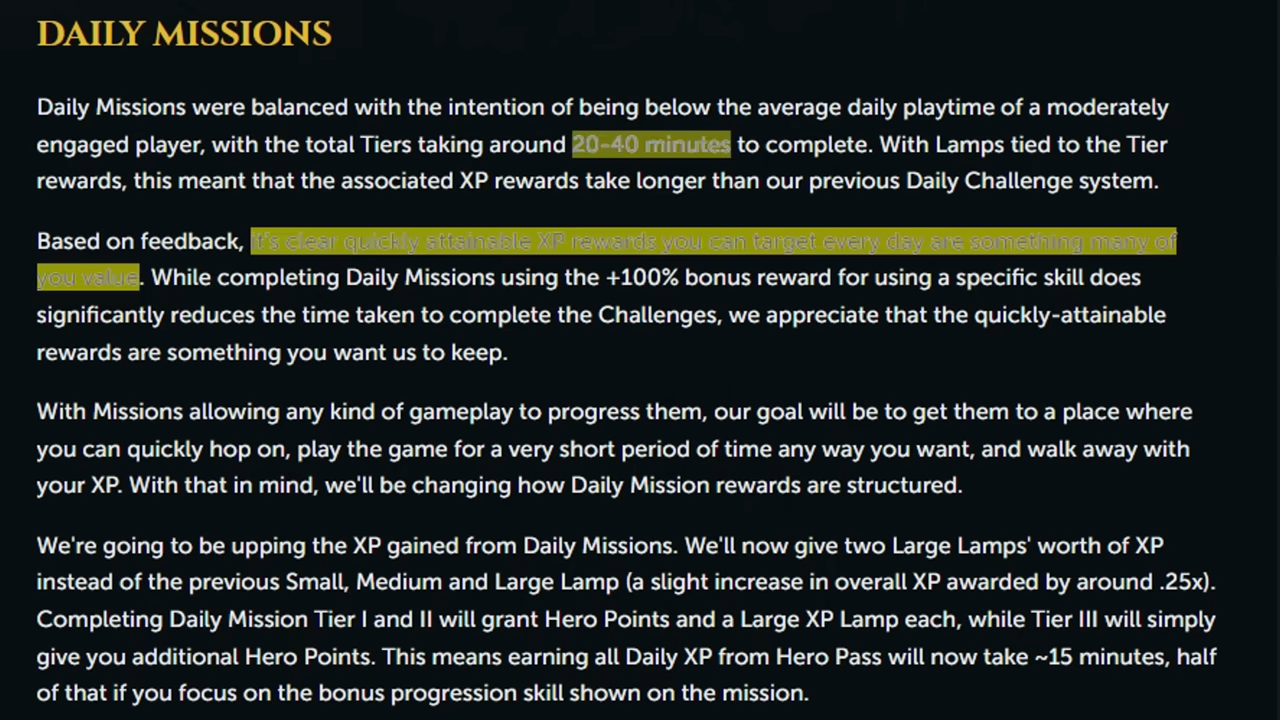 DAILY MISSIONS
Daily Missions were balanced with the intention of being below the average daily playtime of a moderately
engaged player, with the total Tiers taking around 20-40 minutes to complete. With Lamps tied to the Tier
rewards, this meant that the associated XP rewards take longer than our previous Daily Challenge system.
Based on feedback, it's clear quickly attainable XP rewards you can target every day are something many of
you value. While completing Daily Missions using the +100% bonus reward for using a specific skill does
significantly reduces the time taken to complete the Challenges, we appreciate that the quickly-attainable
rewards are something you want us to keep.
With Missions allowing any kind of gameplay to progress them, our goal will be to get them to a place where
you can quickly hop on, play the game for a very short period of time any way you want, and walk away with
your XP. With that in mind, we'll be changing how Daily Mission rewards are structured.
We're going to be upping the XP gained from Daily Missions. We'll now give two Large Lamps' worth of XP
instead of the previous Small, Medium and Large Lamp (a slight increase in overall XP awarded by around .25x).
Completing Daily Mission Tier I and II will grant Hero Points and a Large XP Lamp each, while Tier III will simply
give you additional Hero Points. This means earning all Daily XP from Hero Pass will now take ~15 minutes, half
of that if you focus on the bonus progression skill shown on the mission.